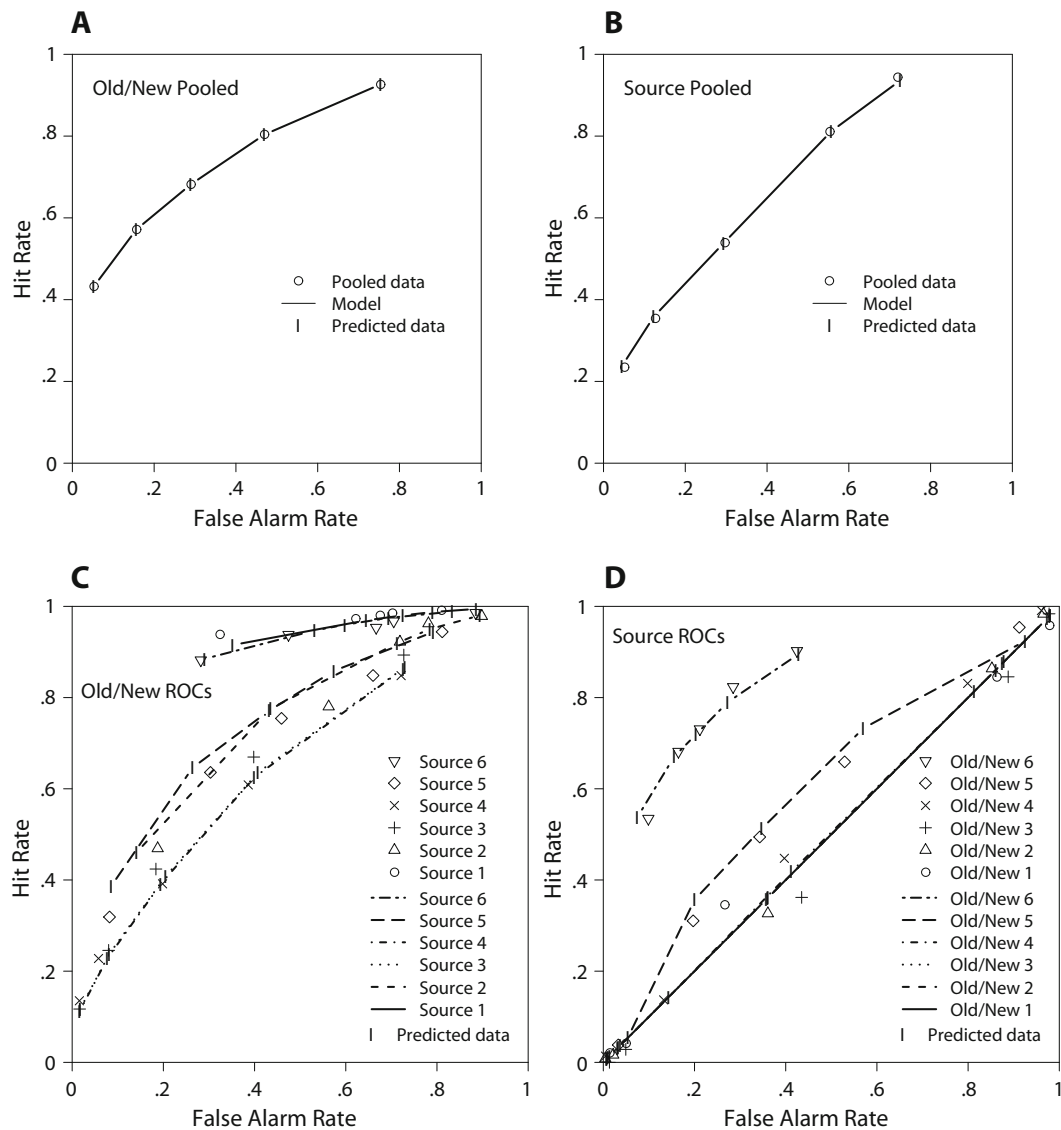 A
Old/New Pooled
Hit Rate
1
.8
.6
.4
.2
0
Pooled data
Model
Predicted data
0 .2 .4 .6 .8 1
False Alarm Rate
B
Source Pooled
Hit Rate
1
.8
.6
.4
.2
0
Pooled data
Model
Predicted data
0 .2 .4 .6 .8 1
False Alarm Rate
C
Old/New ROCs
Hit Rate
1
.8
.6
.4
.2
0
Source 6
Source 5
Source 4
Source 3
Source 2
Source 1
Source 6
Source 5
Source 4
Source 3
Source 2
Source 1
Predicted data
0 .2 .4 .6 .8 1
False Alarm Rate
D
Source ROCs
Hit Rate
1
.8
.6
.4
.2
0
Old/New 6
Old/New 5
Old/New 4
Old/New 3
Old/New 2
Old/New 1
Old/New 6
Old/New 5
Old/New 4
Old/New 3
Old/New 2
Old/New 1
Predicted data
0 .2 .4 .6 .8 1
False Alarm Rate